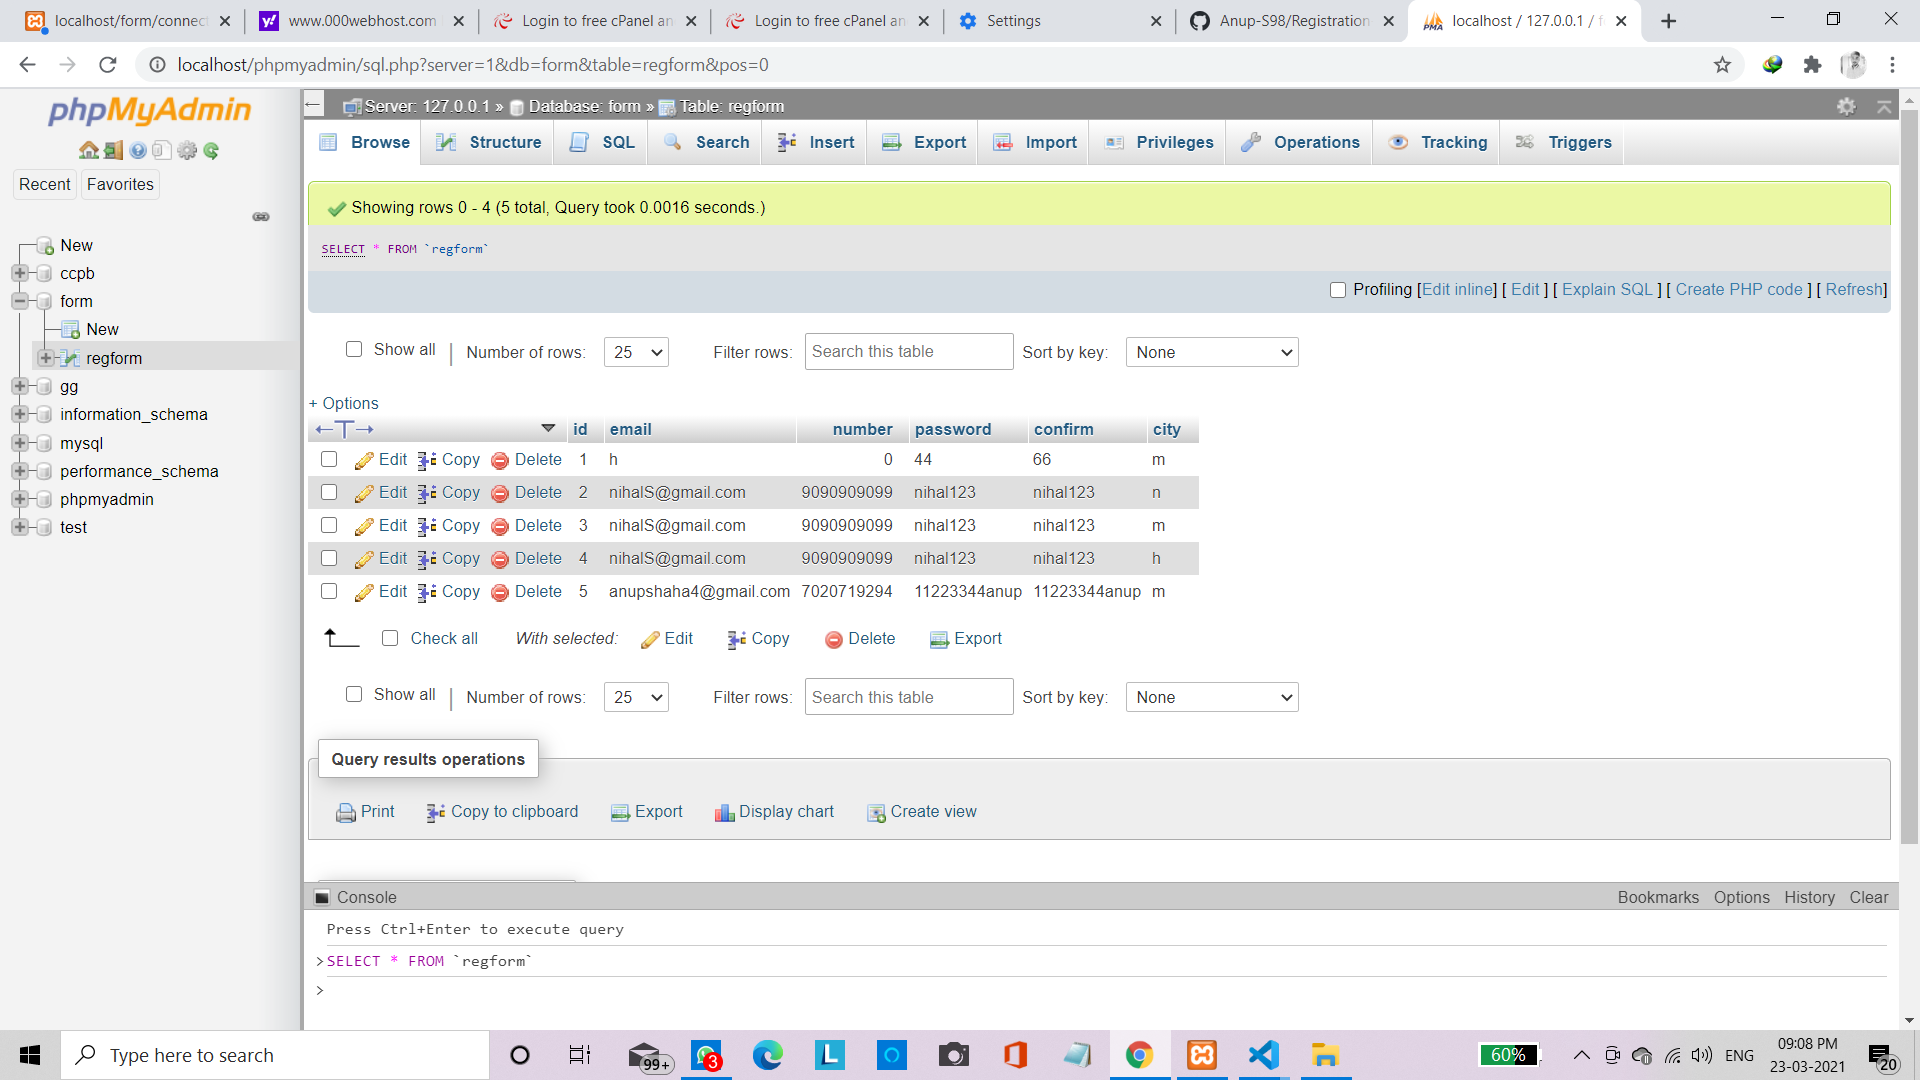 localhost/form/connec
www.000webhost.com
Login to free cPanel an
Login to free cPanel an
Settings
Anup-S98/Registration
localhost / 127.0.0.1 / f
localhost/phpmyadmin/sql.php?server=1&db=form&table=regform&pos=0
phpMyAdmin
Recent
Favorites
New
ccpb
form
New
regform
gg
information_schema
mysql
performance_schema
phpmyadmin
test
Server: 127.0.0.1 » Database: form » Table: regform
Browse
Structure
SQL
Search
Insert
Export
Import
Privileges
Operations
Tracking
Triggers
Showing rows 0 - 4 (5 total, Query took 0.0016 seconds.)
SELECT * FROM `regform`
Profiling [Edit inline] [ Edit ] [ Explain SQL ] [ Create PHP code ] [ Refresh]
Show all | Number of rows: 25 Filter rows: Search this table Sort by key: None
+ Options
←T→ id email number password confirm city
Edit Copy Delete 1 h 0 44 66 m
Edit Copy Delete 2 nihalS@gmail.com 9090909099 nihal123 nihal123 n
Edit Copy Delete 3 nihalS@gmail.com 9090909099 nihal123 nihal123 m
Edit Copy Delete 4 nihalS@gmail.com 9090909099 nihal123 nihal123 h
Edit Copy Delete 5 anupshaha4@gmail.com 7020719294 11223344anup 11223344anup m
Check all With selected: Edit Copy Delete Export
Show all | Number of rows: 25 Filter rows: Search this table Sort by key: None
Query results operations
Print Copy to clipboard Export Display chart Create view
Console
Bookmarks Options History Clear
Press Ctrl+Enter to execute query
>SELECT * FROM `regform`
>
Type here to search
99+
3
60%
ENG
09:08 PM
23-03-2021
20